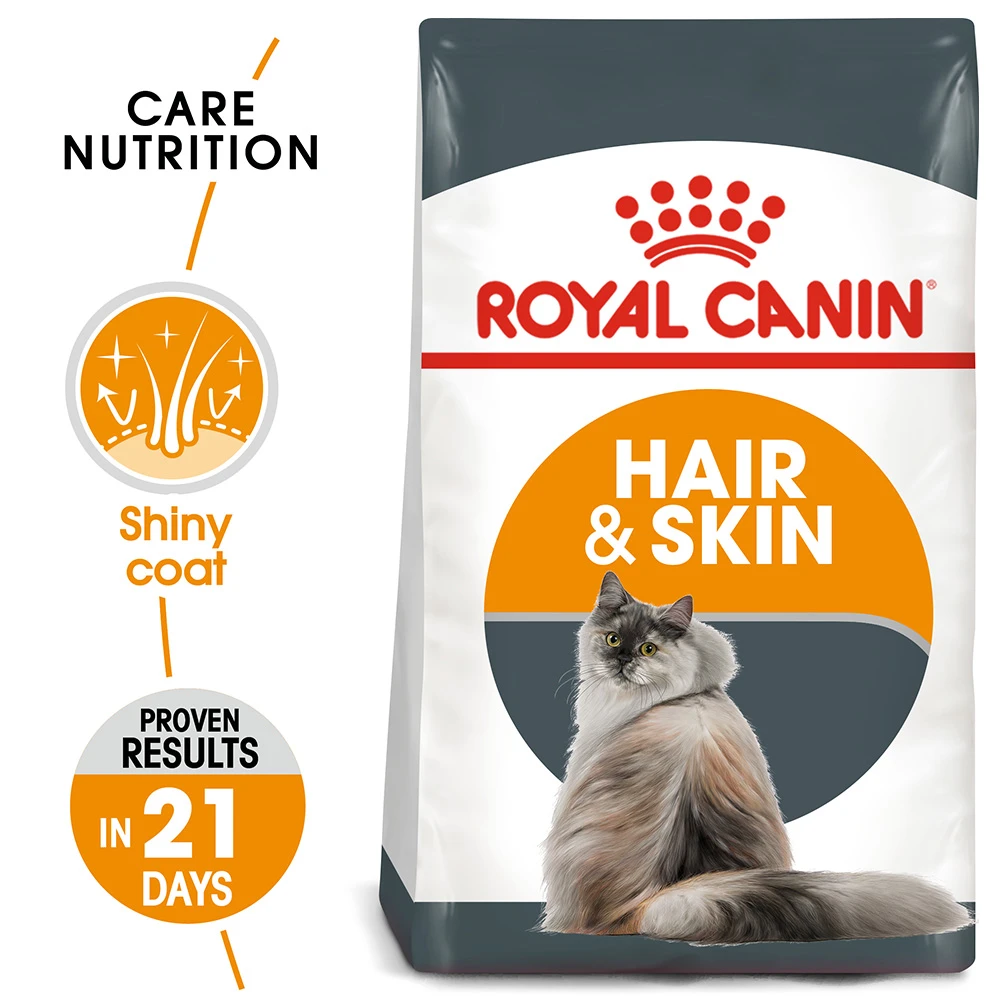 CARE
NUTRITION
Shiny
coat
PROVEN
RESULTS
IN 21
DAYS
ROYAL CANIN®
HAIR
& SKIN